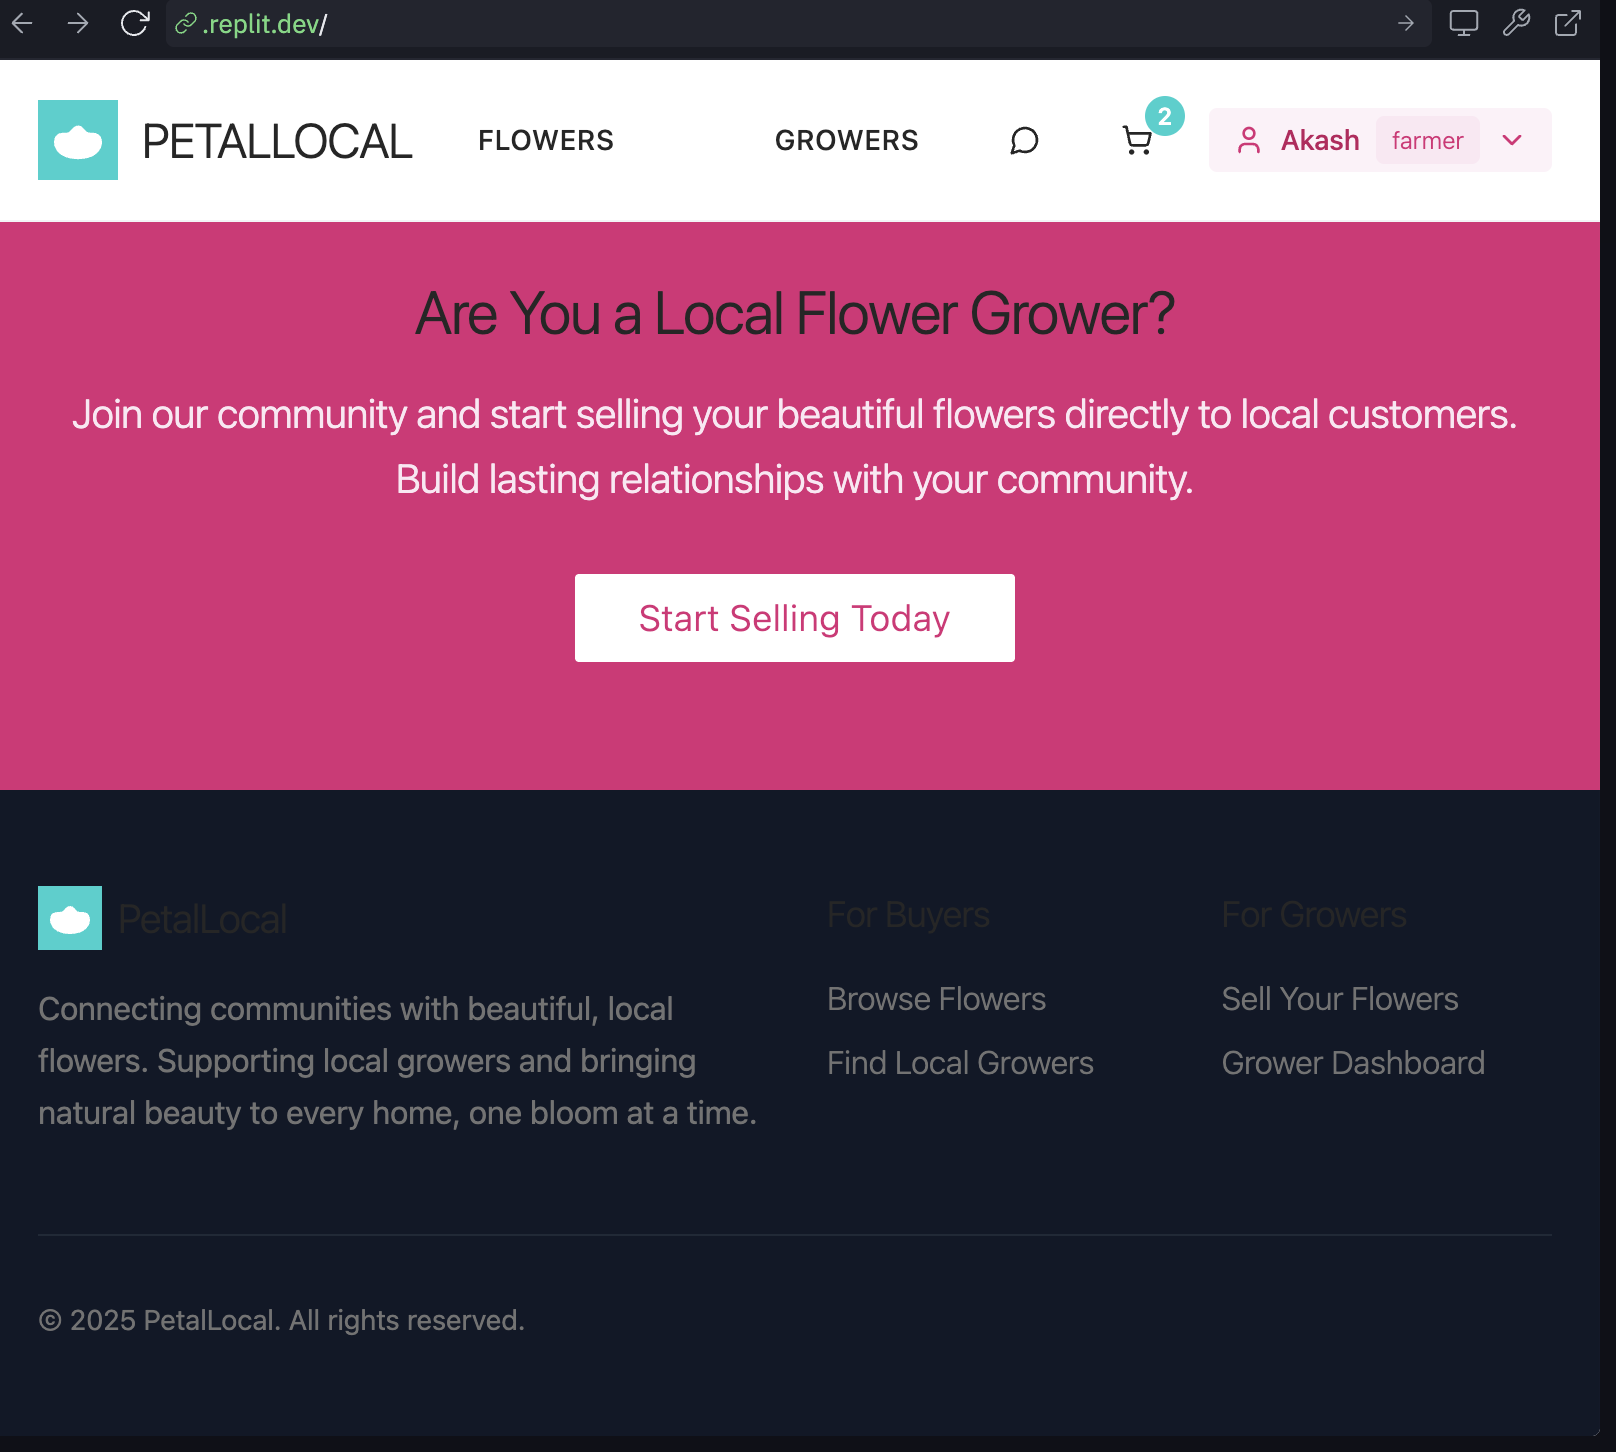 .replit.dev/
PETALLOCAL
FLOWERS
GROWERS
2
Akash
farmer
Are You a Local Flower Grower?
Join our community and start selling your beautiful flowers directly to local customers.
Build lasting relationships with your community.
Start Selling Today
PetalLocal
Connecting communities with beautiful, local
flowers. Supporting local growers and bringing
natural beauty to every home, one bloom at a time.
For Buyers
Browse Flowers
Find Local Growers
For Growers
Sell Your Flowers
Grower Dashboard
© 2025 PetalLocal. All rights reserved.